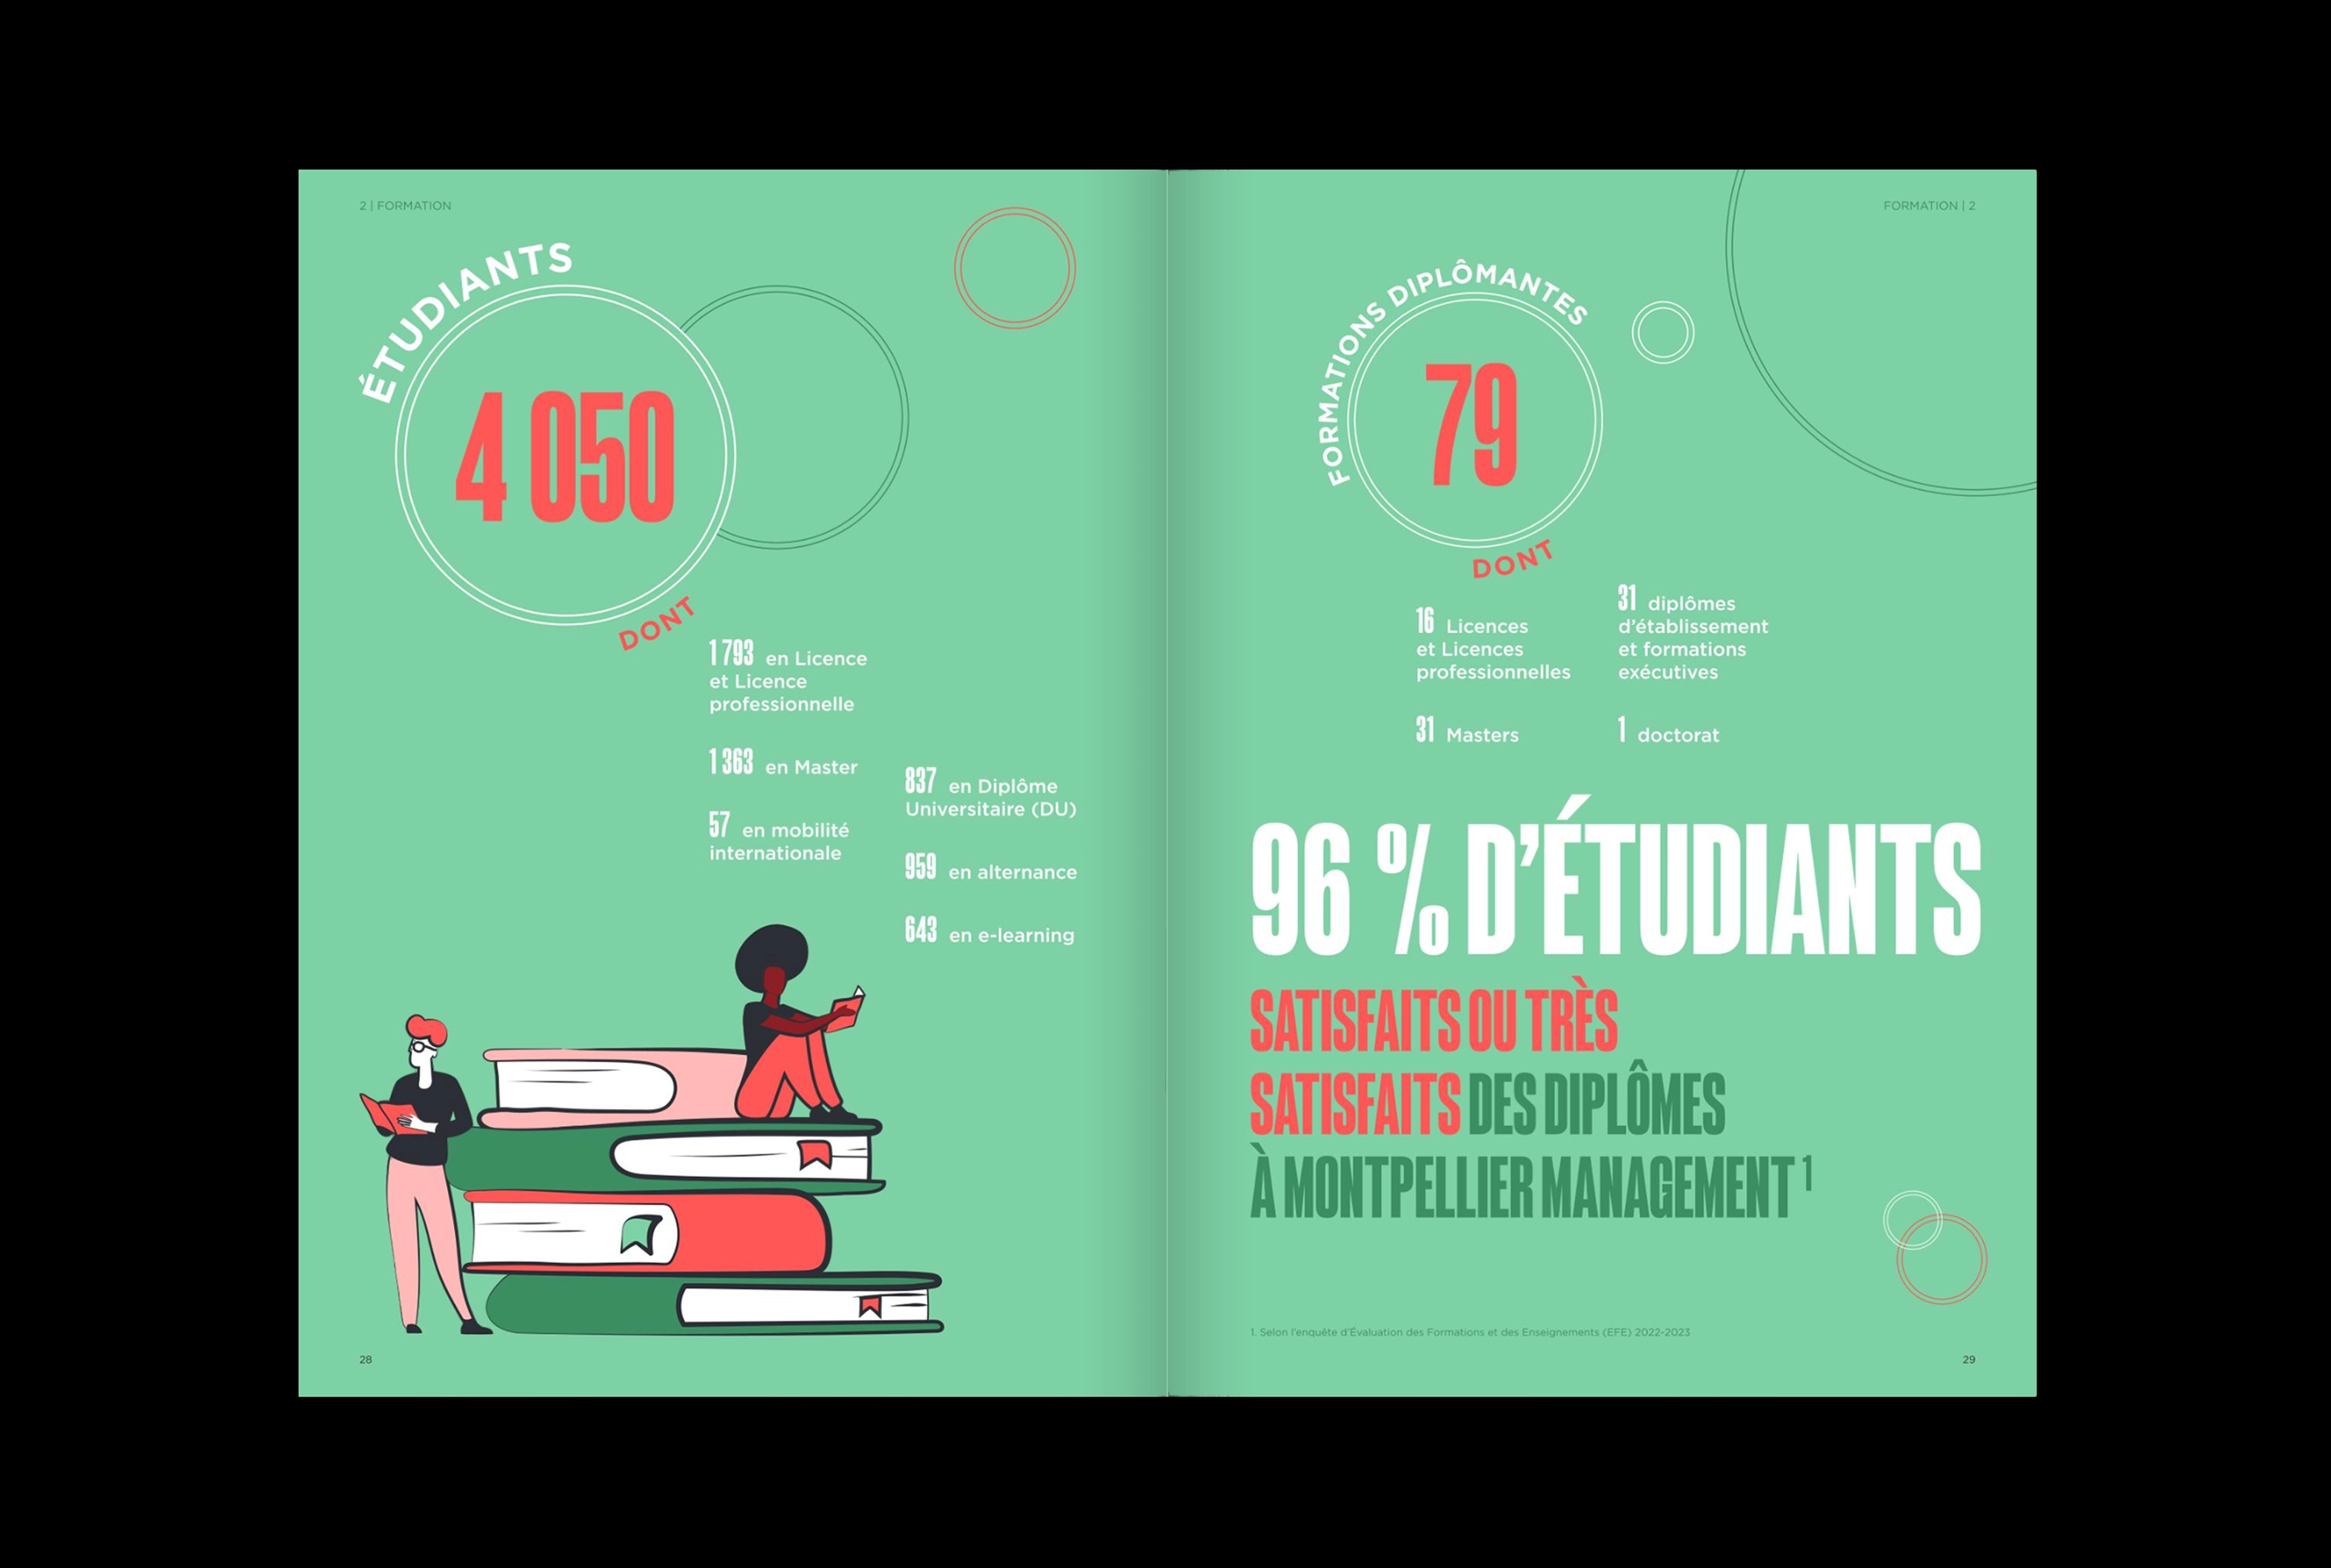 2 | FORMATION
ÉTUDIANTS
4 050
DONT
1 793 en Licence
et Licence
professionnelle
1 363 en Master
57 en mobilité
internationale
837 en Diplôme
Universitaire (DU)
959 en alternance
643 en e-learning
28
FORMATION | 2
FORMATIONS DIPLÔMANTES
79
DONT
16 Licences
et Licences
professionnelles
31 Masters
31 diplômes
d’établissement
et formations
exécutives
1 doctorat
96 % D’ÉTUDIANTS
SATISFAITS OU TRÈS
SATISFAITS DES DIPLÔMES
À MONTPELLIER MANAGEMENT 1
1. Selon l’enquête d’Évaluation des Formations et des Enseignements (EFE) 2022-2023
29